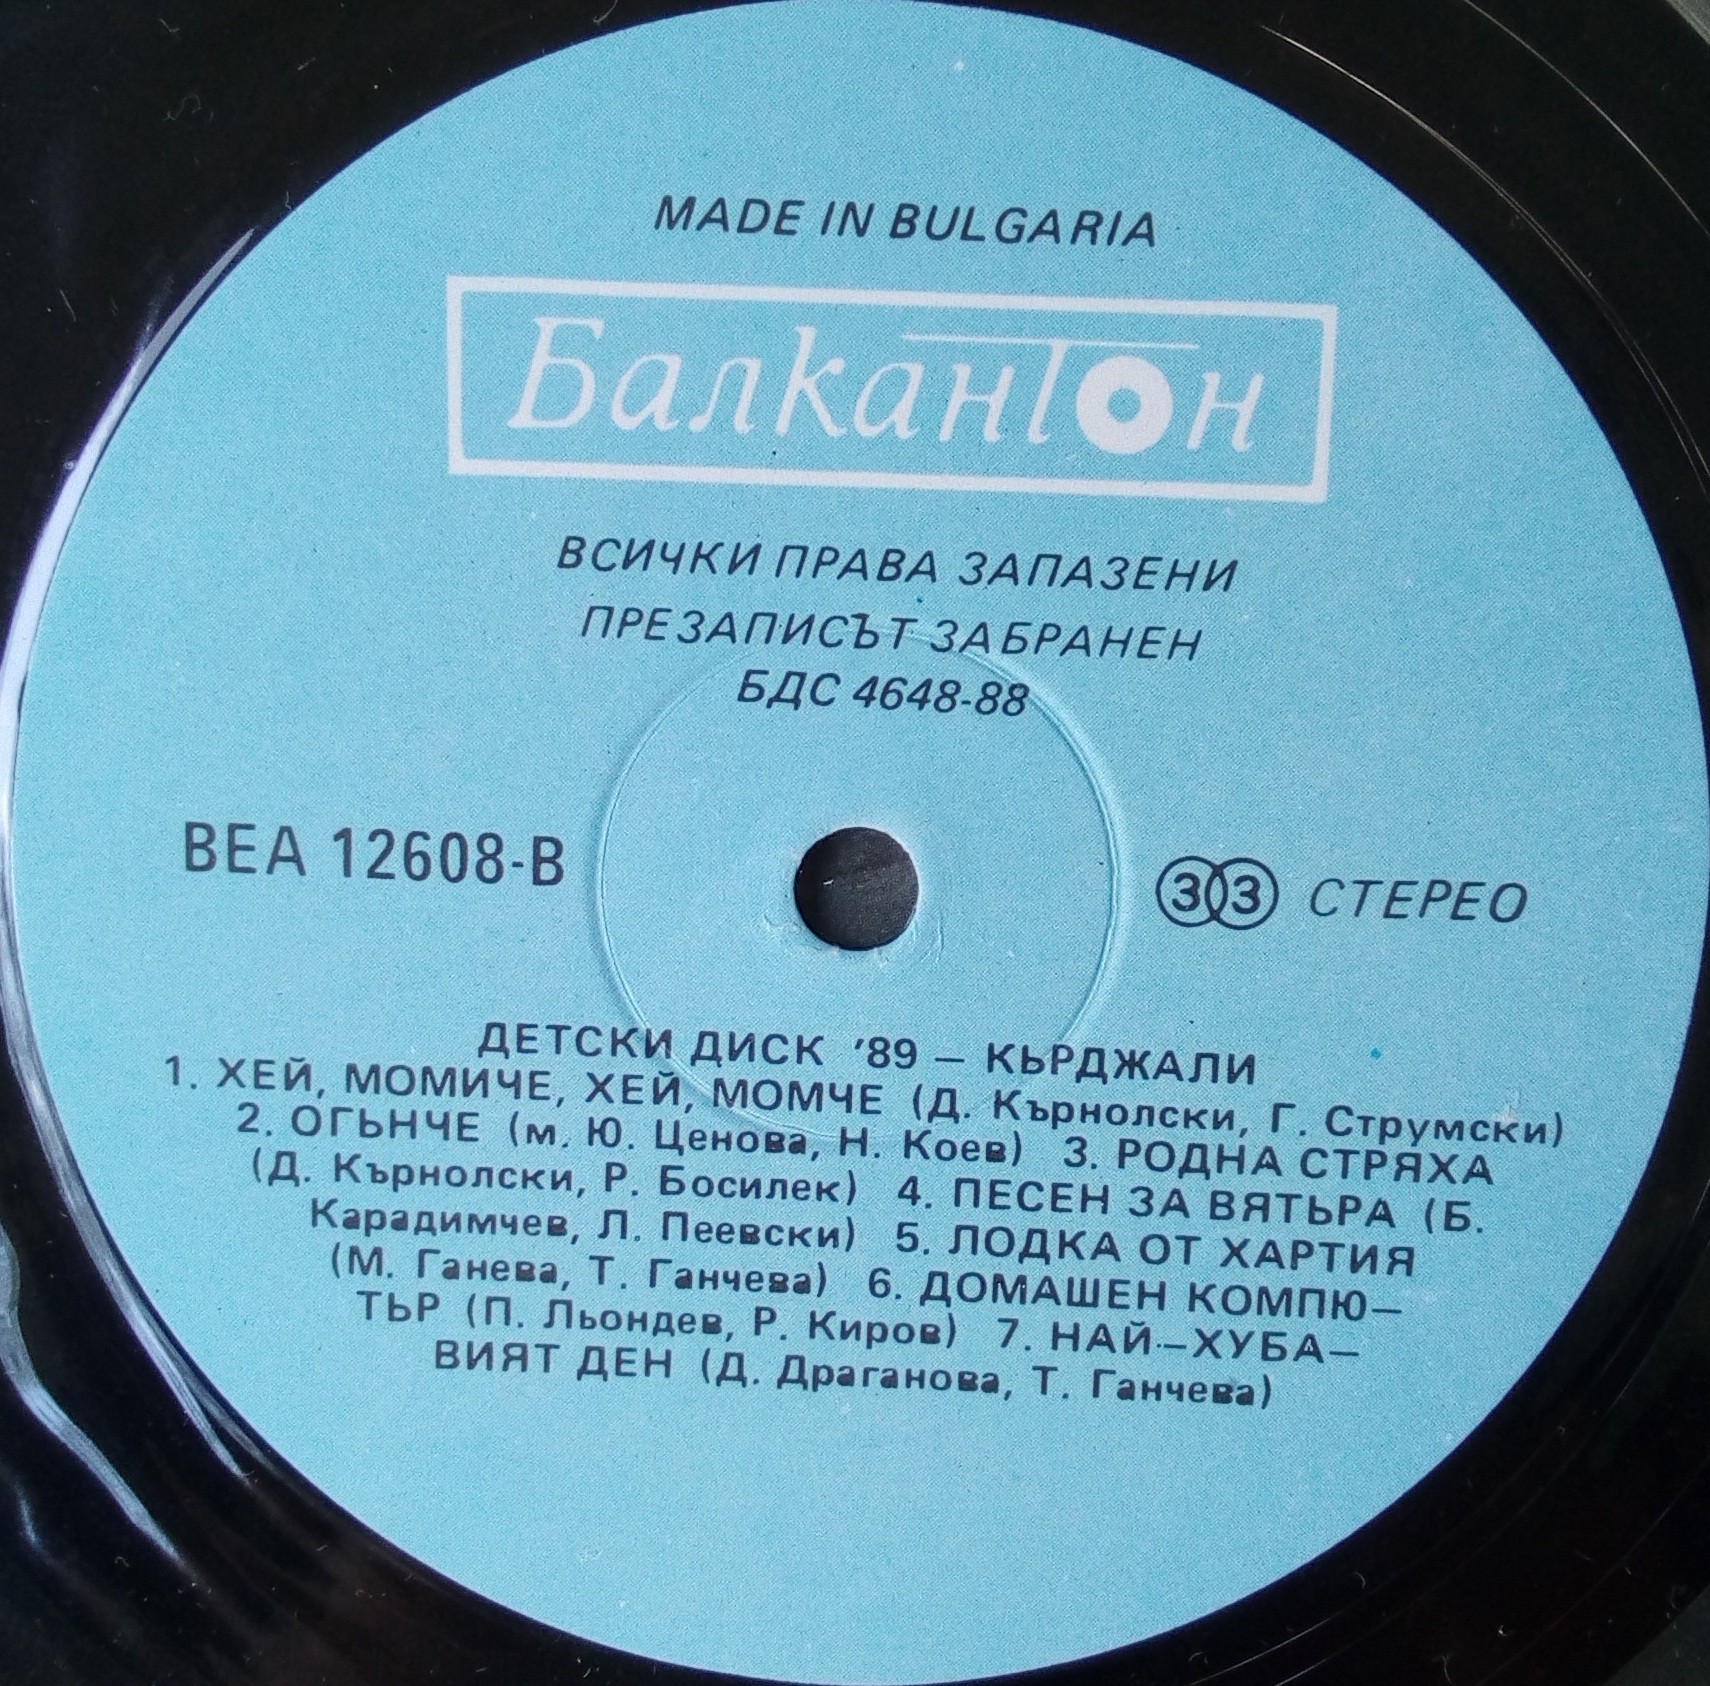 MADE IN BULGARIA
Балкантон
ВСИЧКИ ПРАВА ЗАПАЗЕНИ
ПРЕЗАПИСЪТ ЗАБРАНЕН
БДС 4648-88
ВЕА 12608-В
33 СТЕРЕО
ДЕТСКИ ДИСК '89 — КЬРДЖАЛИ
1. ХЕЙ, МОМИЧЕ, ХЕЙ, МОМЧЕ (Д. Кърнолски, Г. Струмски)
2. ОГЬНЧЕ (м. Ю. Ценова, Н. Коев) 3. РОДНА СТРЯХА
(Д. Кърнолски, Р. Босилек) 4. ПЕСЕН ЗА ВЯТЬРА (Б.
Карадимчев, Л. Пеевски) 5. ЛОДКА ОТ ХАРТИЯ
(М. Ганева, Т. Ганчева) 6. ДОМАШЕН КОМПЮ—
ТЬР (П. Льондев, Р. Киров) 7. НАЙ—ХУБА—
ВИЯТ ДЕН (Д. Драганова, Т. Ганчева)